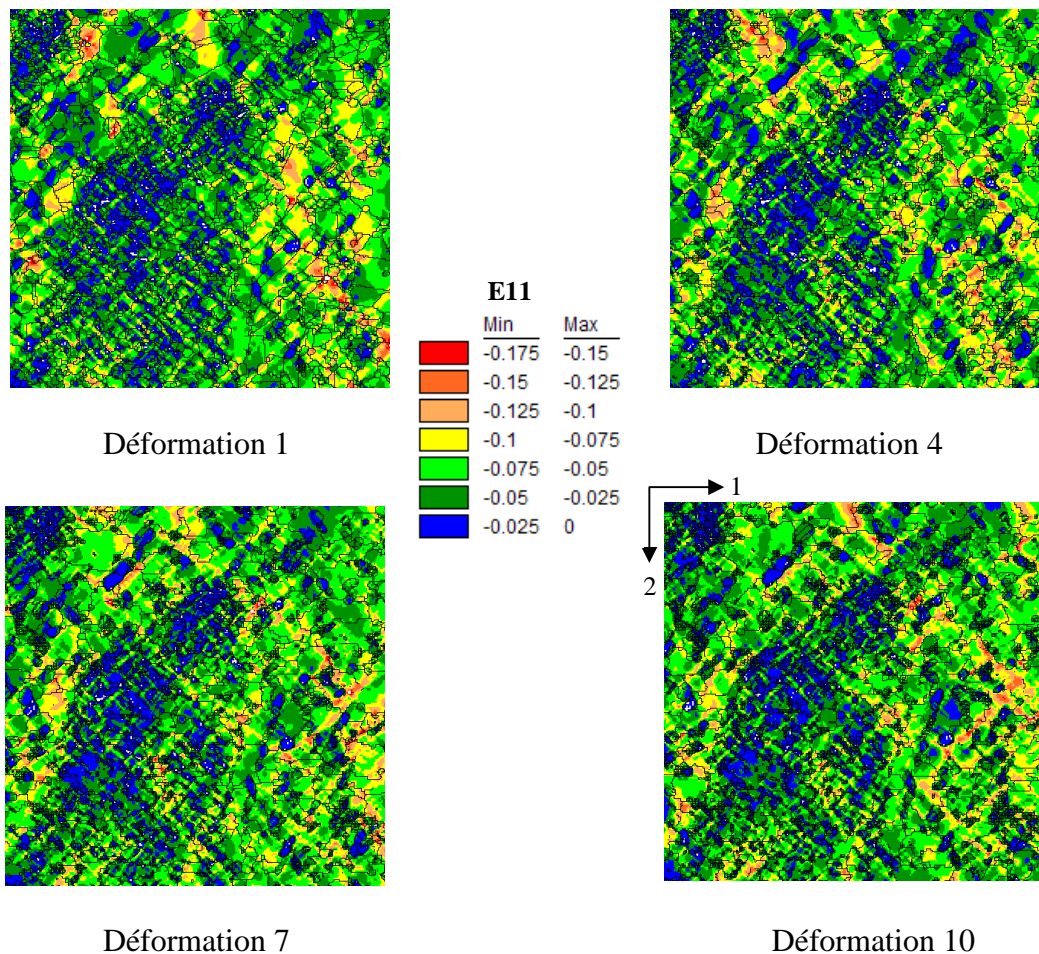 E11
Min Max
-0.175 -0.15
-0.15 -0.125
-0.125 -0.1
-0.1 -0.075
-0.075 -0.05
-0.05 -0.025
-0.025 0
Déformation 1
Déformation 4
1
2
Déformation 7
Déformation 10